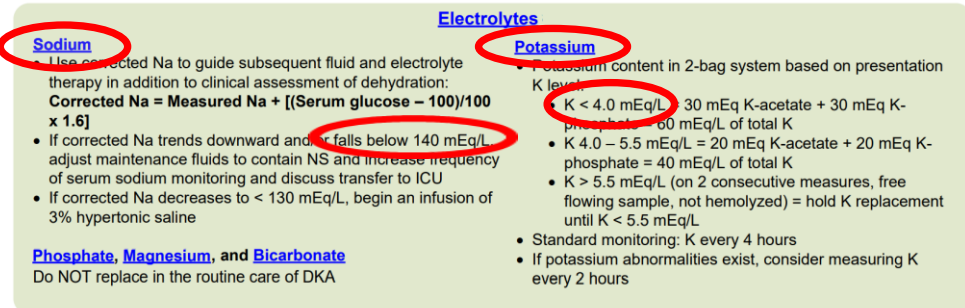 Electrolytes
Sodium
• Use corrected Na to guide subsequent fluid and electrolyte
therapy in addition to clinical assessment of dehydration:
Corrected Na = Measured Na + [(Serum glucose – 100)/100
x 1.6]
• If corrected Na trends downward and/or falls below 140 mEq/L,
adjust maintenance fluids to contain NS and increase frequency
of serum sodium monitoring and discuss transfer to ICU
• If corrected Na decreases to < 130 mEq/L, begin an infusion of
3% hypertonic saline
Phosphate, Magnesium, and Bicarbonate
Do NOT replace in the routine care of DKA
Potassium
• Potassium content in 2-bag system based on presentation
K level:
• K < 4.0 mEq/L = 30 mEq K-acetate + 30 mEq K-
phosphate = 60 mEq/L of total K
• K 4.0 – 5.5 mEq/L = 20 mEq K-acetate + 20 mEq K-
phosphate = 40 mEq/L of total K
• K > 5.5 mEq/L (on 2 consecutive measures, free
flowing sample, not hemolyzed) = hold K replacement
until K < 5.5 mEq/L
• Standard monitoring: K every 4 hours
• If potassium abnormalities exist, consider measuring K
every 2 hours